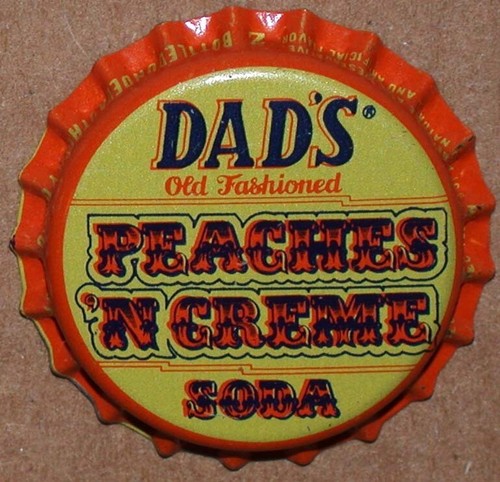 DAD'S®
Old Fashioned
PEACHES
'N CREME
SODA